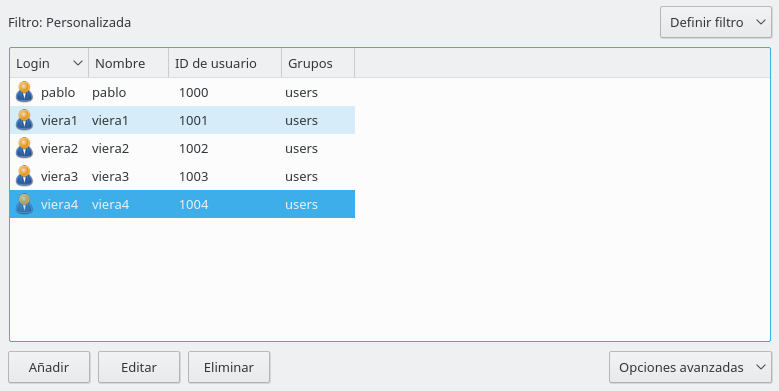 Filtro: Personalizada Definir filtro
Login Nombre ID de usuario Grupos
pablo pablo 1000 users
viera1 viera1 1001 users
viera2 viera2 1002 users
viera3 viera3 1003 users
viera4 viera4 1004 users
Añadir Editar Eliminar Opciones avanzadas